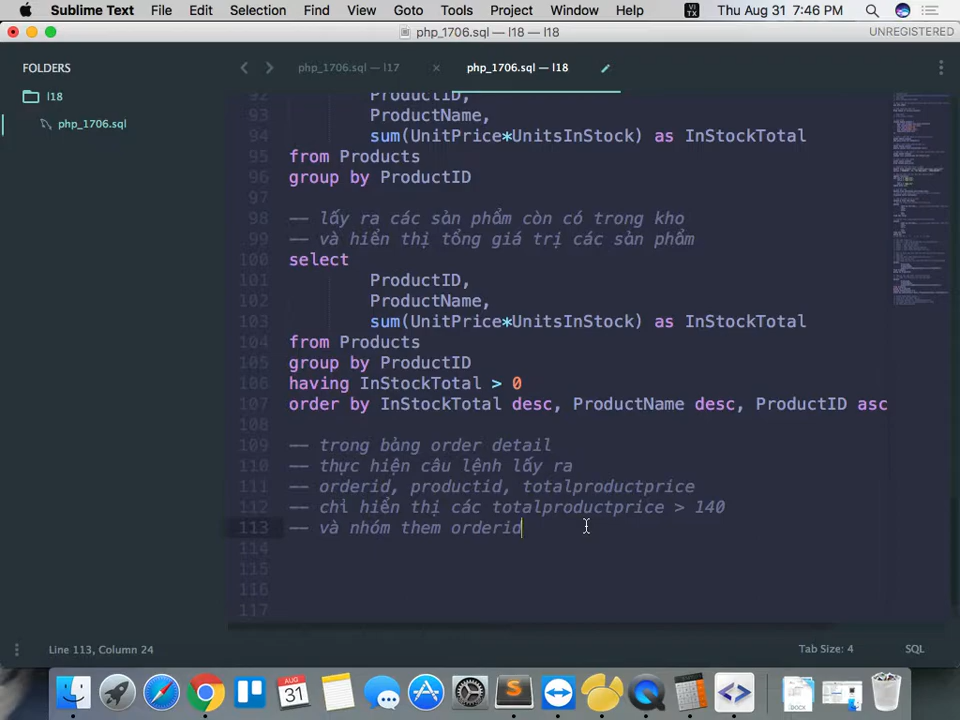 Sublime Text File Edit Selection Find View Goto Tools Project Window Help VI TX Thu Aug 31 7:46 PM
php_1706.sql — l18 — l18 UNREGISTERED
FOLDERS
l18
php_1706.sql
php_1706.sql — l17 × php_1706.sql — l18
92 ProductID,
93 ProductName,
94 sum(UnitPrice*UnitsInStock) as InStockTotal
95 from Products
96 group by ProductID
97
98 -- lấy ra các sản phẩm còn có trong kho
99 -- và hiển thị tổng giá trị các sản phẩm
100 select
101 ProductID,
102 ProductName,
103 sum(UnitPrice*UnitsInStock) as InStockTotal
104 from Products
105 group by ProductID
106 having InStockTotal > 0
107 order by InStockTotal desc, ProductName desc, ProductID asc
108
109 -- trong bảng order detail
110 -- thực hiện câu lệnh lấy ra
111 -- orderid, productid, totalproductprice
112 -- chỉ hiển thị các totalproductprice > 140
113 -- và nhóm them orderid
114
115
116
117
Line 113, Column 24 Tab Size: 4 SQL
AUG
31
DOCX